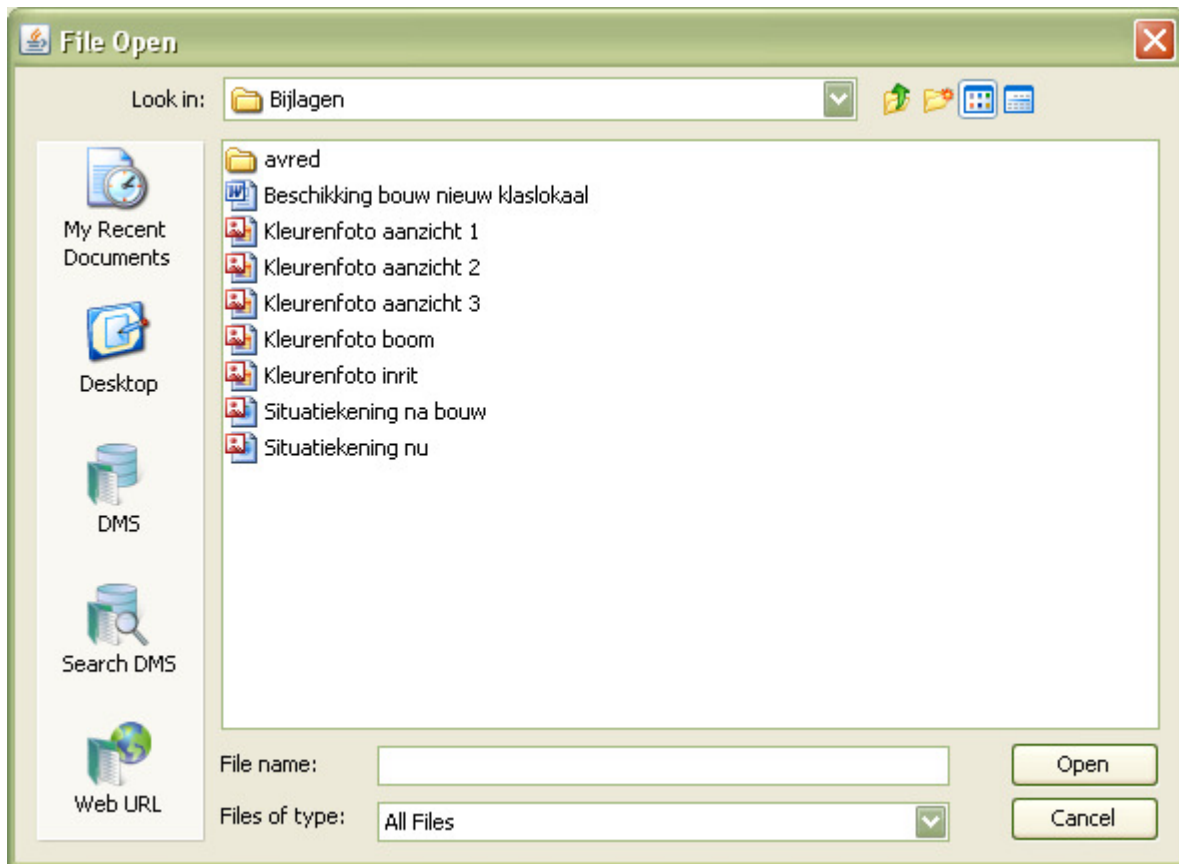 File Open
Look in:
Bijlagen
My Recent
Documents
Desktop
DMS
Search DMS
Web URL
avred
Beschikking bouw nieuw klaslokaal
Kleurenfoto aanzicht 1
Kleurenfoto aanzicht 2
Kleurenfoto aanzicht 3
Kleurenfoto boom
Kleurenfoto inrit
Situatiekening na bouw
Situatiekening nu
File name:
Open
Files of type:
All Files
Cancel